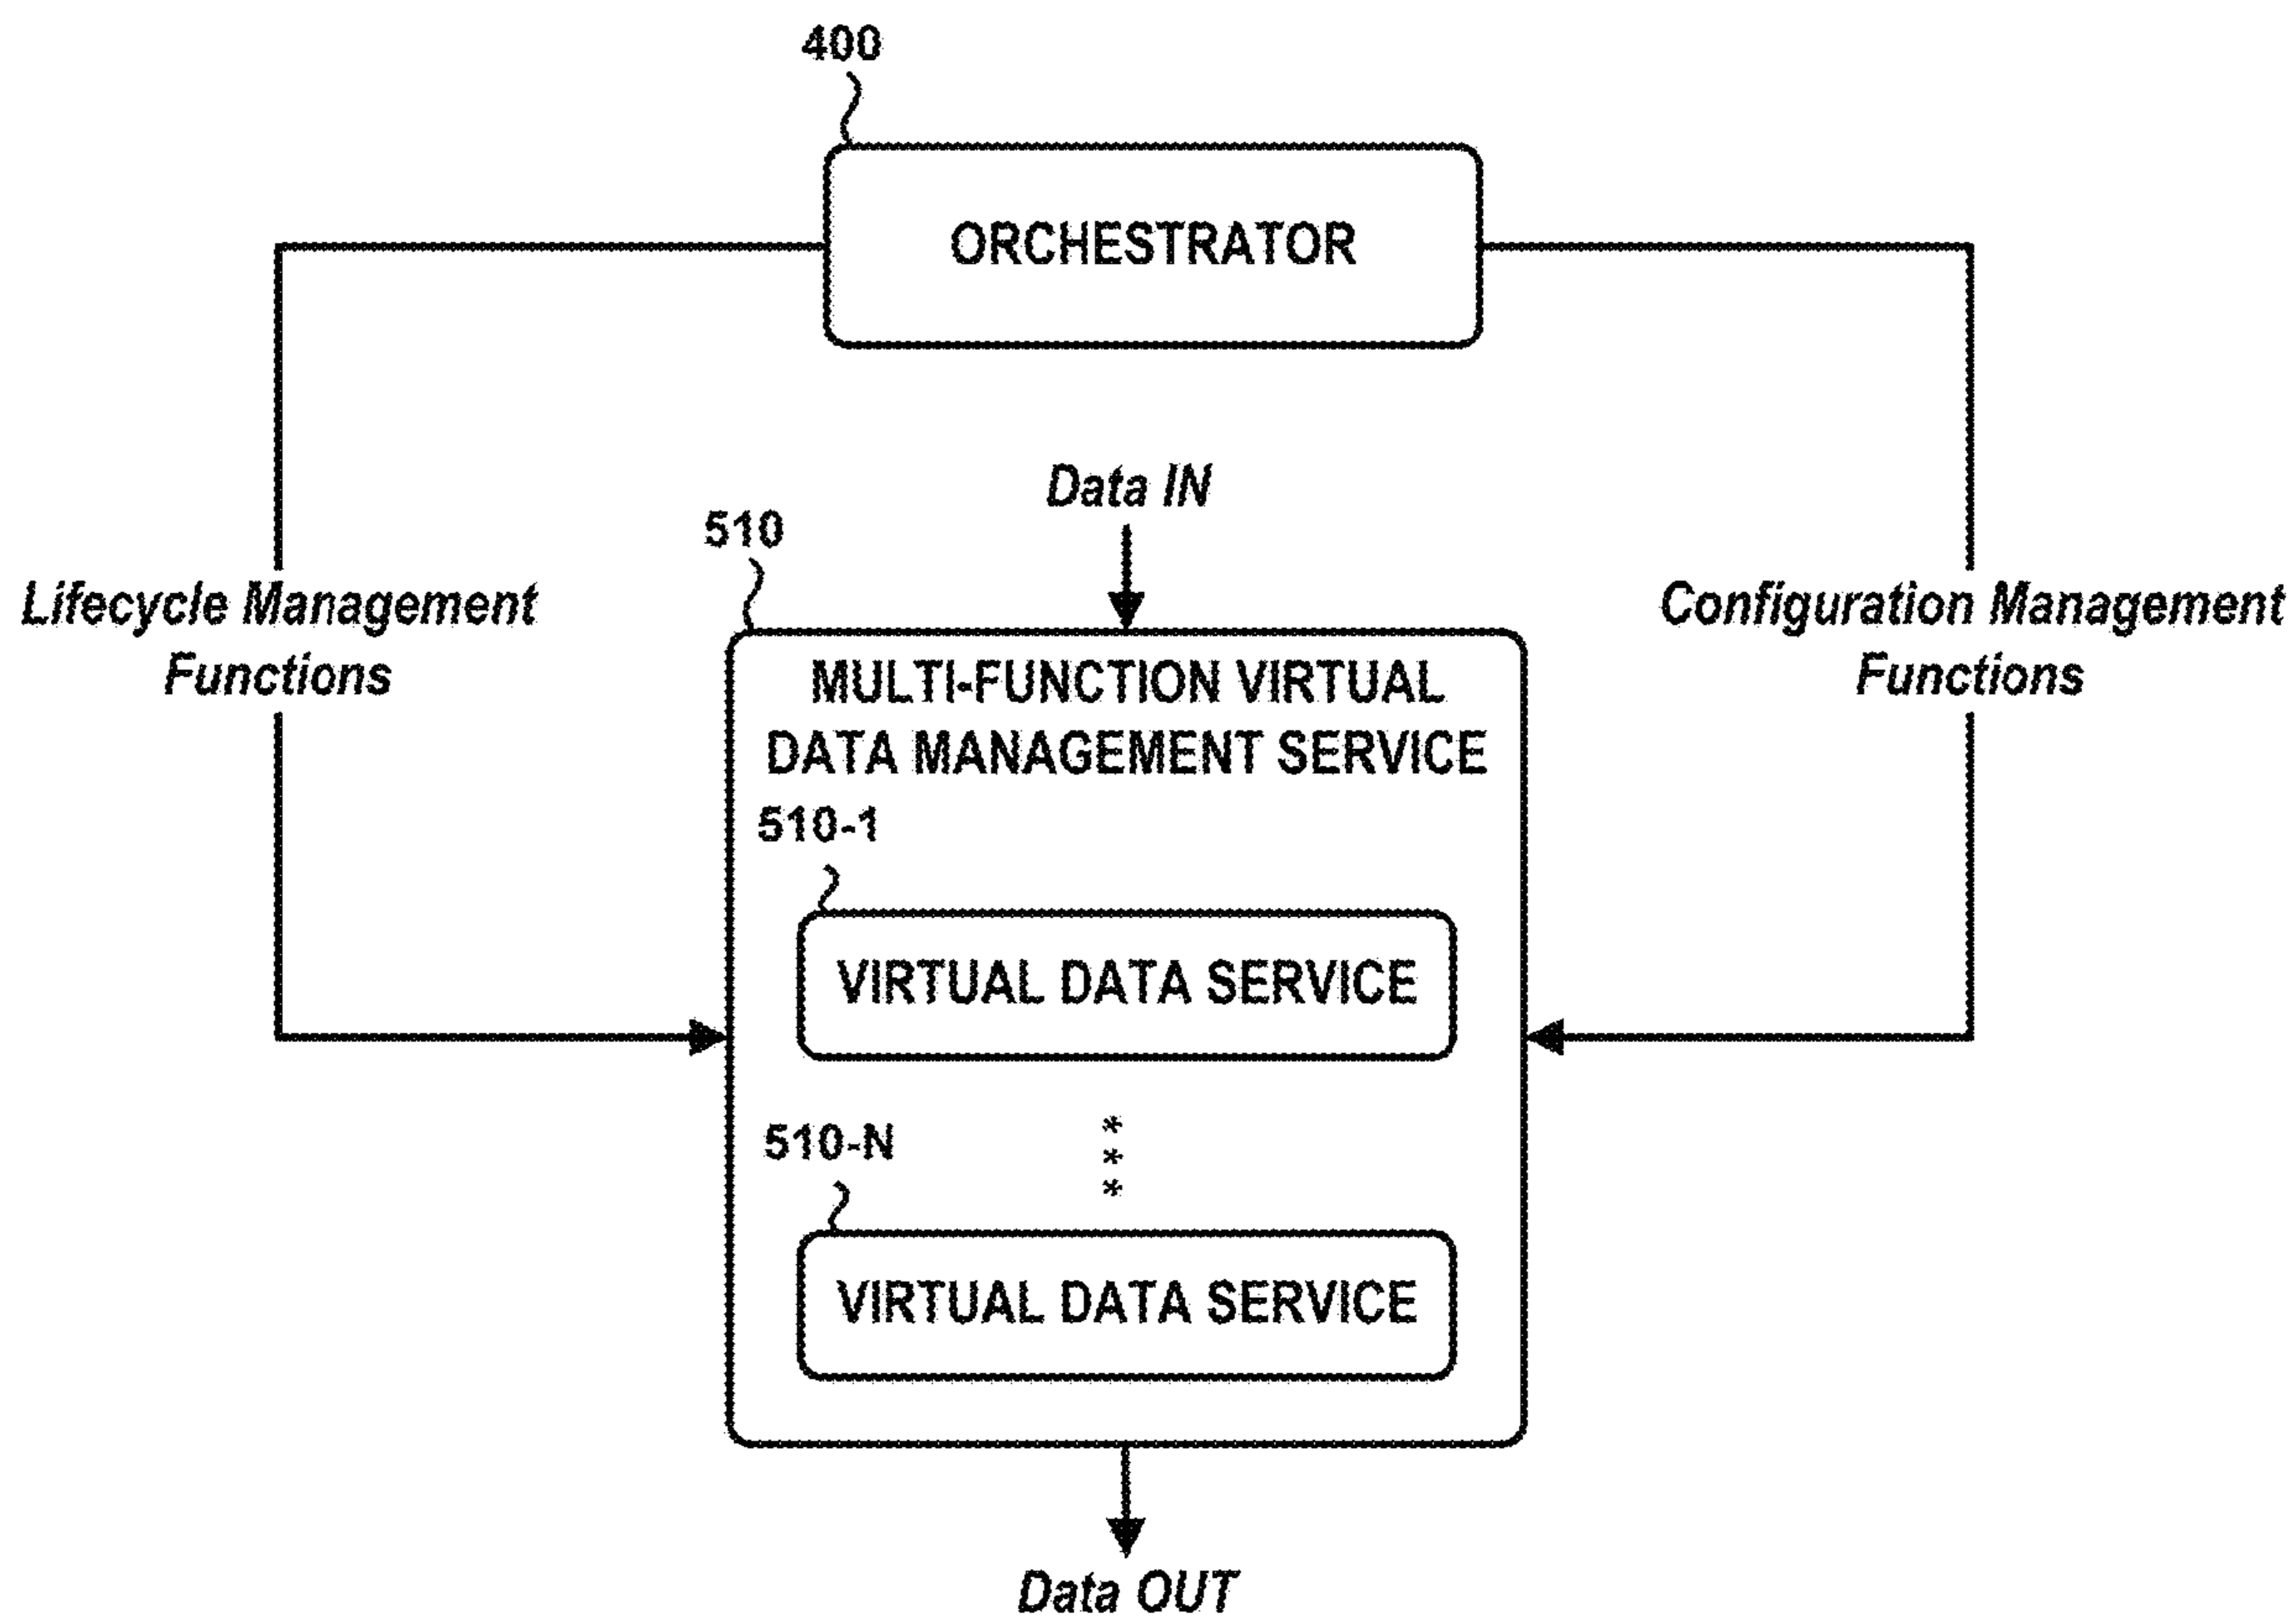 400
ORCHESTRATOR
Data IN
510
Lifecycle Management
Functions
Configuration Management
Functions
MULTI-FUNCTION VIRTUAL
DATA MANAGEMENT SERVICE
510-1
VIRTUAL DATA SERVICE
510-N
*
*
*
VIRTUAL DATA SERVICE
Data OUT